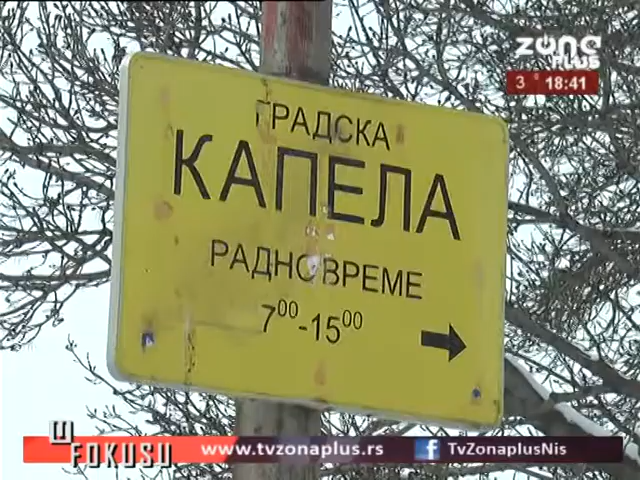 zona
PLUS
3° 18:41
ГРАДСКА
КАПЕЛА
РАДНО ВРЕМЕ
7⁰⁰-15⁰⁰
U
FOKUSU
www.tvzonaplus.rs
f TvZonaplusNis